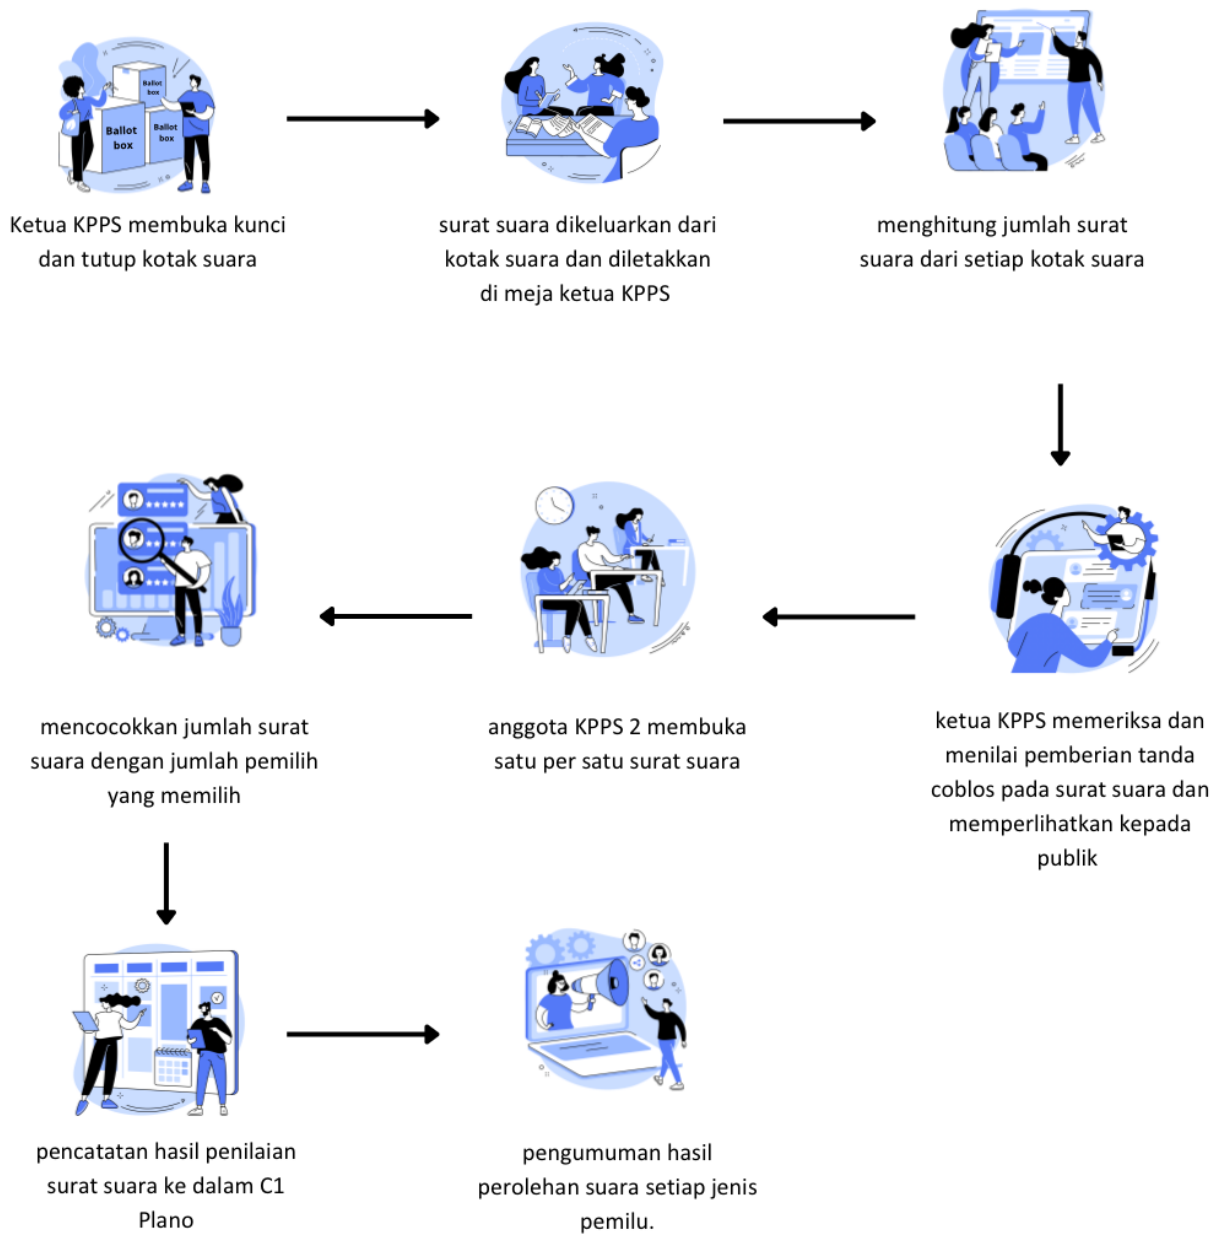 Ballot
box
Ballot
box
Ballot
box
Ketua KPPS membuka kunci
dan tutup kotak suara
surat suara dikeluarkan dari
kotak suara dan diletakkan
di meja ketua KPPS
menghitung jumlah surat
suara dari setiap kotak suara
ketua KPPS memeriksa dan
menilai pemberian tanda
coblos pada surat suara dan
memperlihatkan kepada
publik
anggota KPPS 2 membuka
satu per satu surat suara
mencocokkan jumlah surat
suara dengan jumlah pemilih
yang memilih
pencatatan hasil penilaian
surat suara ke dalam C1
Plano
pengumuman hasil
perolehan suara setiap jenis
pemilu.